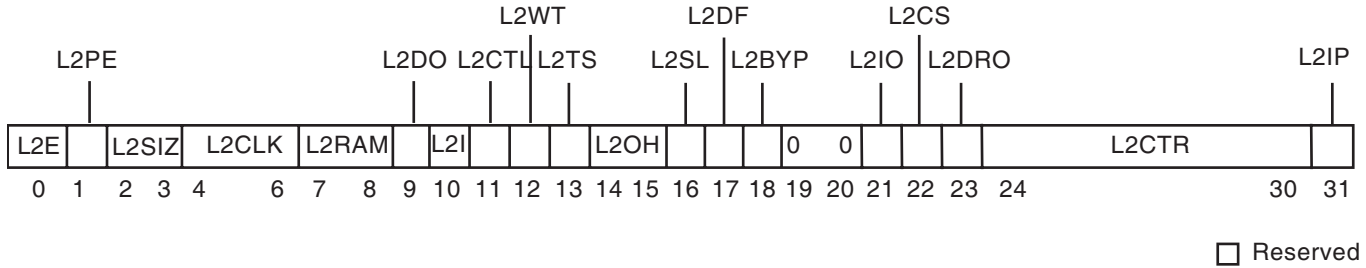 L2WT L2DF L2CS
L2PE L2DO L2CTL L2TS L2SL L2BYP L2IO L2DRO L2IP
L2E L2SIZ L2CLK L2RAM L2I L2OH 0 0 L2CTR
0 1 2 3 4 6 7 8 9 10 11 12 13 14 15 16 17 18 19 20 21 22 23 24 30 31
Reserved